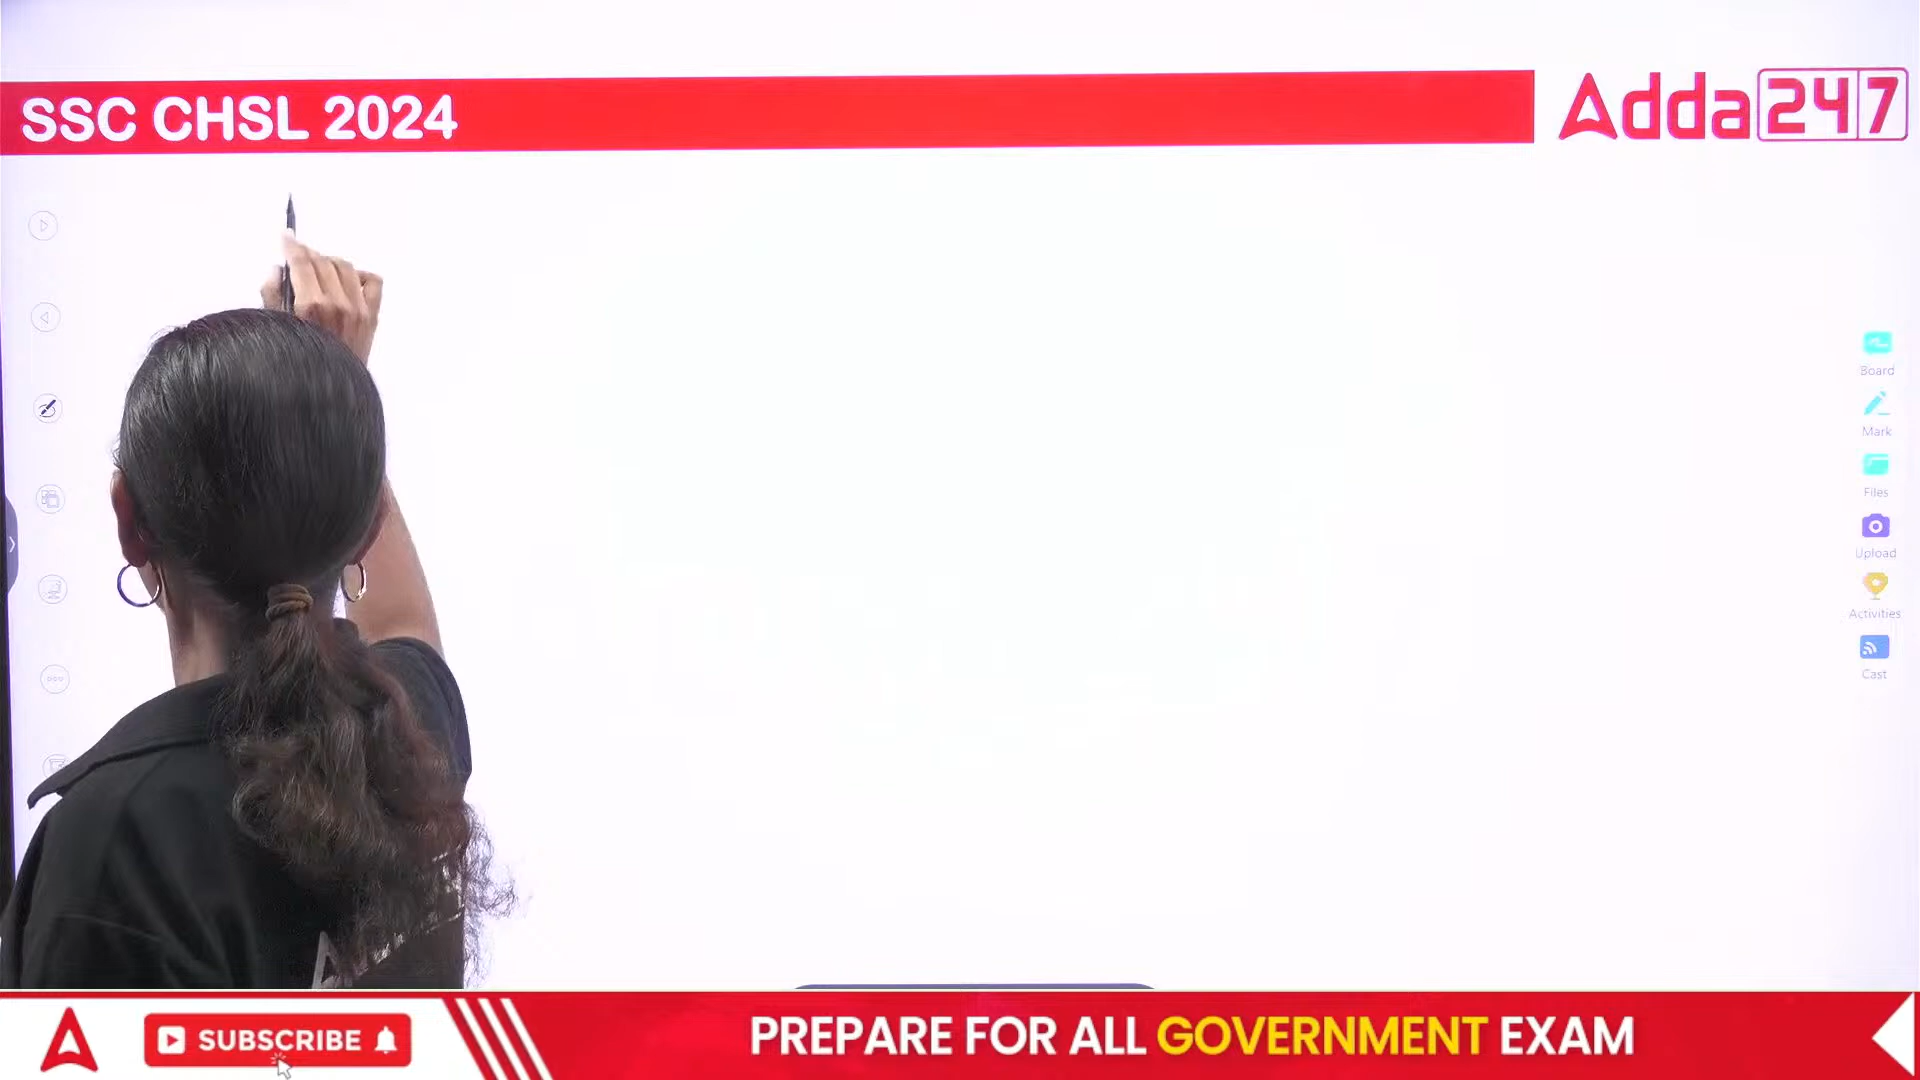 SSC CHSL 2024
Adda247
Board
Mark
Files
Upload
Activities
Cast
SUBSCRIBE
PREPARE FOR ALL GOVERNMENT EXAM